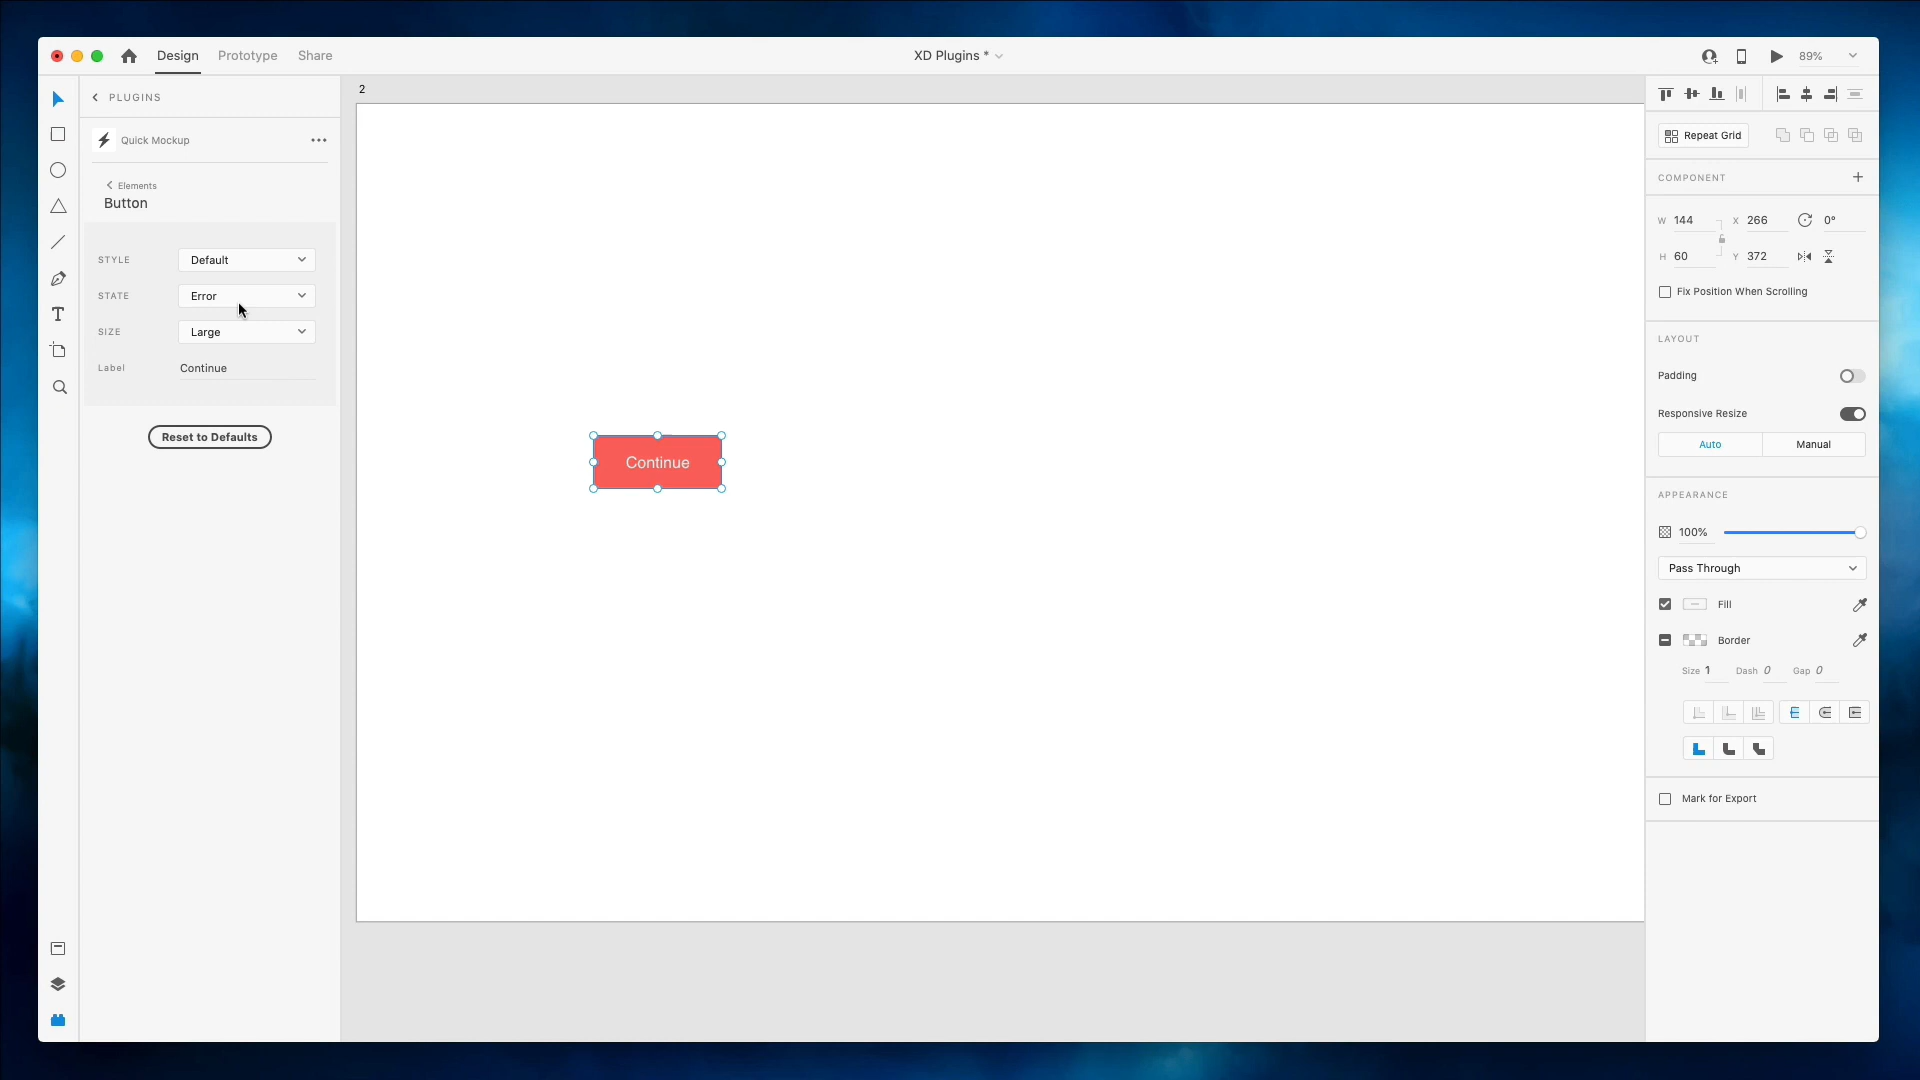 Design Prototype Share XD Plugins * 89%
PLUGINS
Quick Mockup
Elements
Button
STYLE Default
STATE Error
SIZE Large
Label Continue
Reset to Defaults
2
Continue
Repeat Grid
COMPONENT
W 144 X 266 0°
H 60 Y 372
Fix Position When Scrolling
LAYOUT
Padding
Responsive Resize
Auto Manual
APPEARANCE
100%
Pass Through
Fill
Border
Size 1 Dash 0 Gap 0
Mark for Export